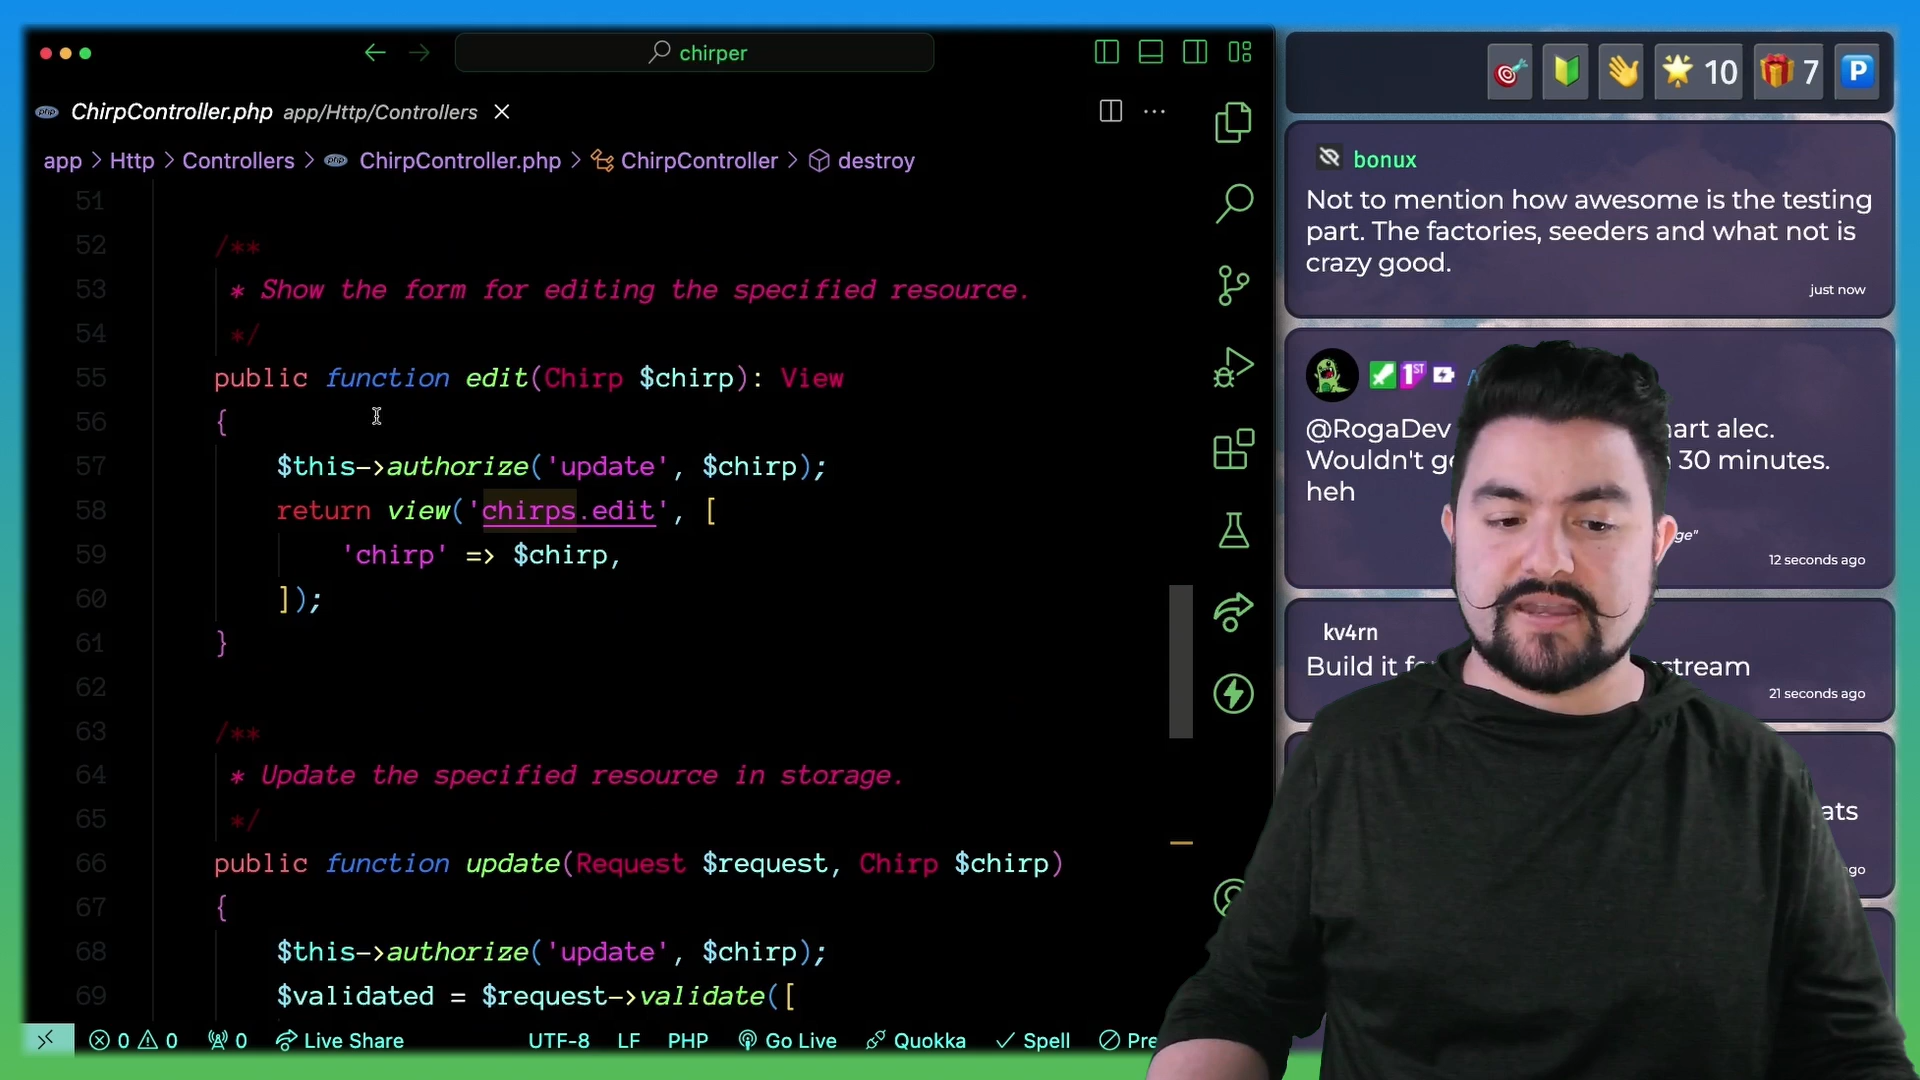 chirper
10
7
P
ChirpController.php app/Http/Controllers
app > Http > Controllers > ChirpController.php > ChirpController > destroy
51
52 /**
53 * Show the form for editing the specified resource.
54 */
55 public function edit(Chirp $chirp): View
56 {
57 $this->authorize('update', $chirp);
58 return view('chirps.edit', [
59 'chirp' => $chirp,
60 ]);
61 }
62
63 /**
64 * Update the specified resource in storage.
65 */
66 public function update(Request $request, Chirp $chirp)
67 {
68 $this->authorize('update', $chirp);
69 $validated = $request->validate([
0 0 0 Live Share UTF-8 LF PHP Go Live Quokka Spell
bonux
Not to mention how awesome is the testing
part. The factories, seeders and what not is
crazy good.
just now
1ST
@RogaDev alec.
Wouldn't 30 minutes.
heh
12 seconds ago
kv4rn
Build it stream
21 seconds ago